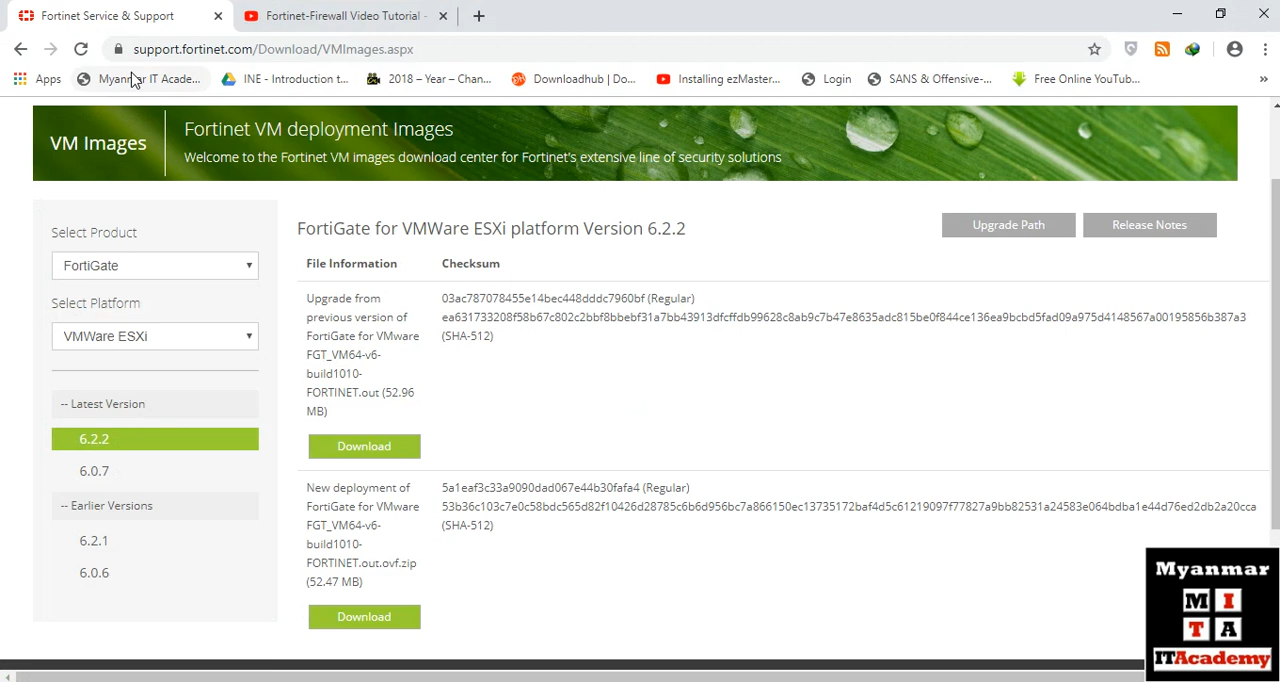 Fortinet Service & Support
Fortinet-Firewall Video Tutorial -
support.fortinet.com/Download/VMImages.aspx
Apps
Myanmar IT Acade...
INE - Introduction t...
2018 – Year – Chan...
Downloadhub | Do...
Installing ezMaster...
Login
SANS & Offensive-...
Free Online YouTub...
»
VM Images
Fortinet VM deployment Images
Welcome to the Fortinet VM images download center for Fortinet's extensive line of security solutions
Select Product
FortiGate
Select Platform
VMWare ESXi
-- Latest Version
6.2.2
6.0.7
-- Earlier Versions
6.2.1
6.0.6
FortiGate for VMWare ESXi platform Version 6.2.2
Upgrade Path
Release Notes
File Information
Checksum
Upgrade from
previous version of
FortiGate for VMware
FGT_VM64-v6-
build1010-
FORTINET.out (52.96
MB)
03ac787078455e14bec448dddc7960bf (Regular)
ea631733208f58b67c802c2bbf8bbebf31a7bb43913dfcffdb99628c8ab9c7b47e8635adc815be0f844ce136ea9bcbd5fad09a975d4148567a00195856b387a3
(SHA-512)
Download
New deployment of
FortiGate for VMware
FGT_VM64-v6-
build1010-
FORTINET.out.ovf.zip
(52.47 MB)
5a1eaf3c33a9090dad067e44b30fafa4 (Regular)
53b36c103c7e0c58bdc565d82f10426d28785c6b6d956bc7a866150ec13735172baf4d5c61219097f77827a9bb82531a24583e064bdba1e44d76ed2db2a20cca
(SHA-512)
Download
Myanmar
M I
T A
ITAcademy